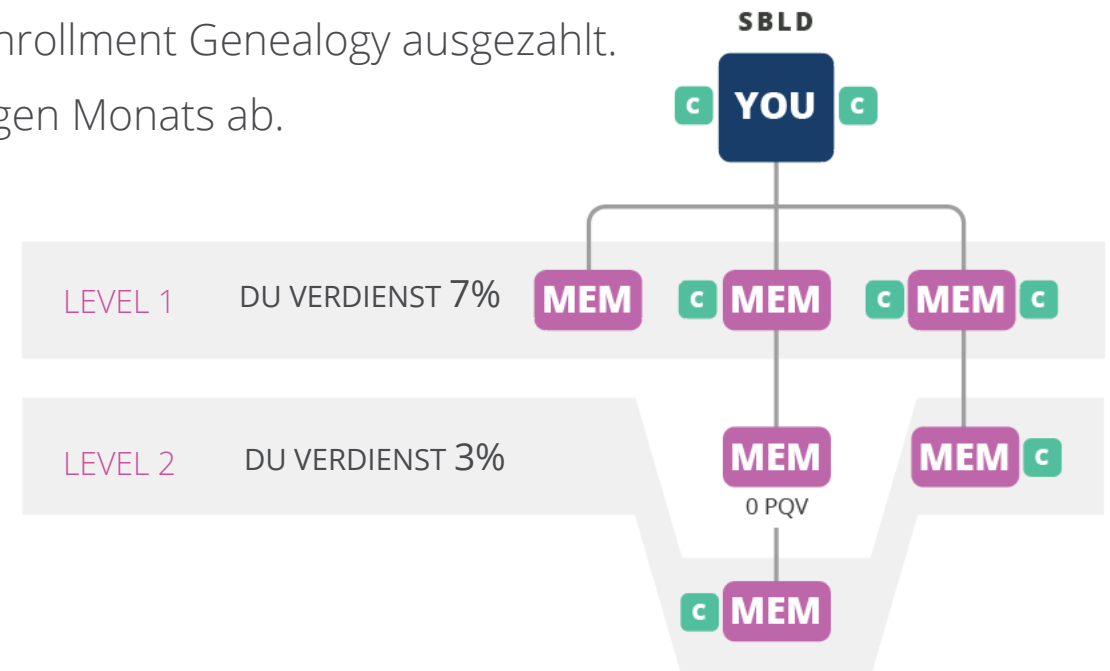 nrollment Genealogy ausgezahlt.
gen Monats ab.
SBLD
C YOU C
LEVEL 1 DU VERDIENST 7% MEM C MEM C MEM C
LEVEL 2 DU VERDIENST 3% MEM MEM C
0 PQV
C MEM